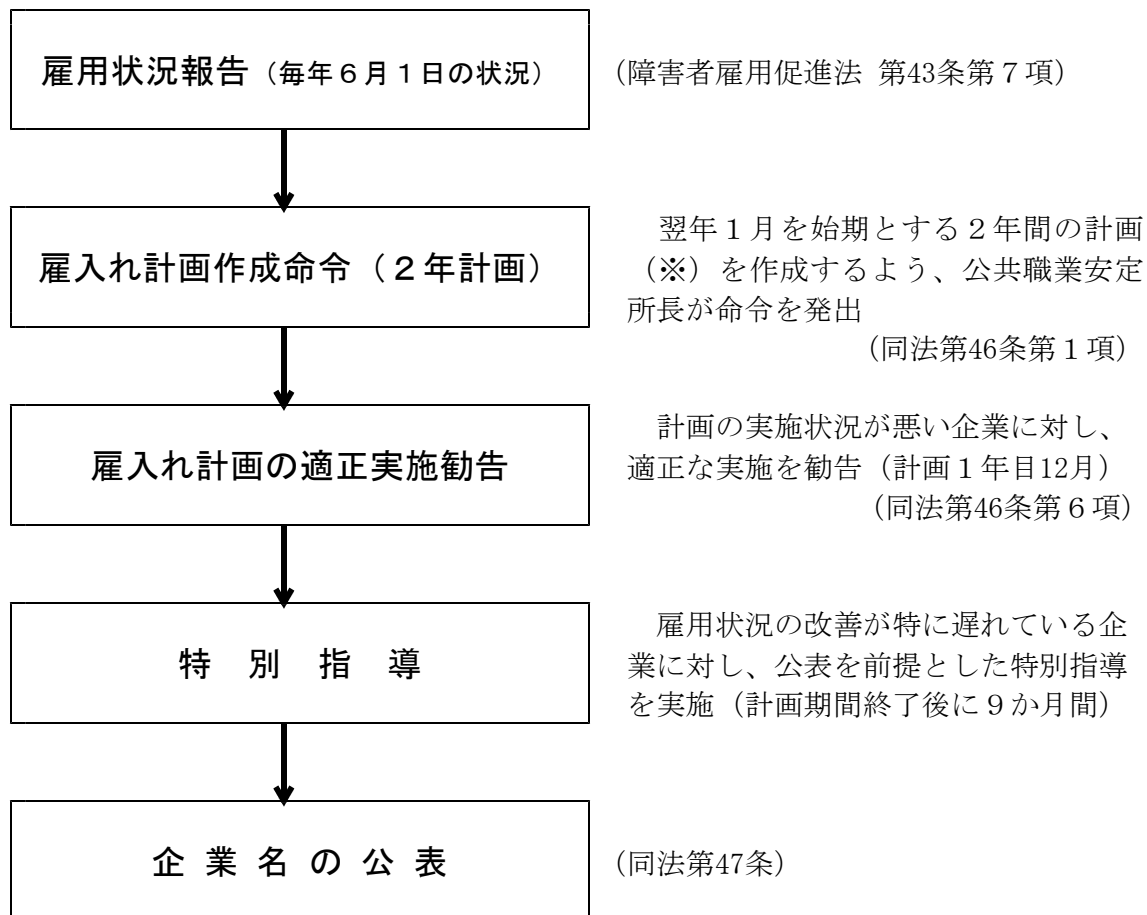 雇用状況報告（毎年６月１日の状況）
（障害者雇用促進法 第43条第７項）
雇入れ計画作成命令（２年計画）
翌年１月を始期とする２年間の計画
（※）を作成するよう、公共職業安定
所長が命令を発出
（同法第46条第１項）
雇入れ計画の適正実施勧告
計画の実施状況が悪い企業に対し、
適正な実施を勧告（計画１年目12月）
（同法第46条第６項）
特　別　指　導
雇用状況の改善が特に遅れている企
業に対し、公表を前提とした特別指導
を実施（計画期間終了後に９か月間）
企 業 名 の 公 表
（同法第47条）